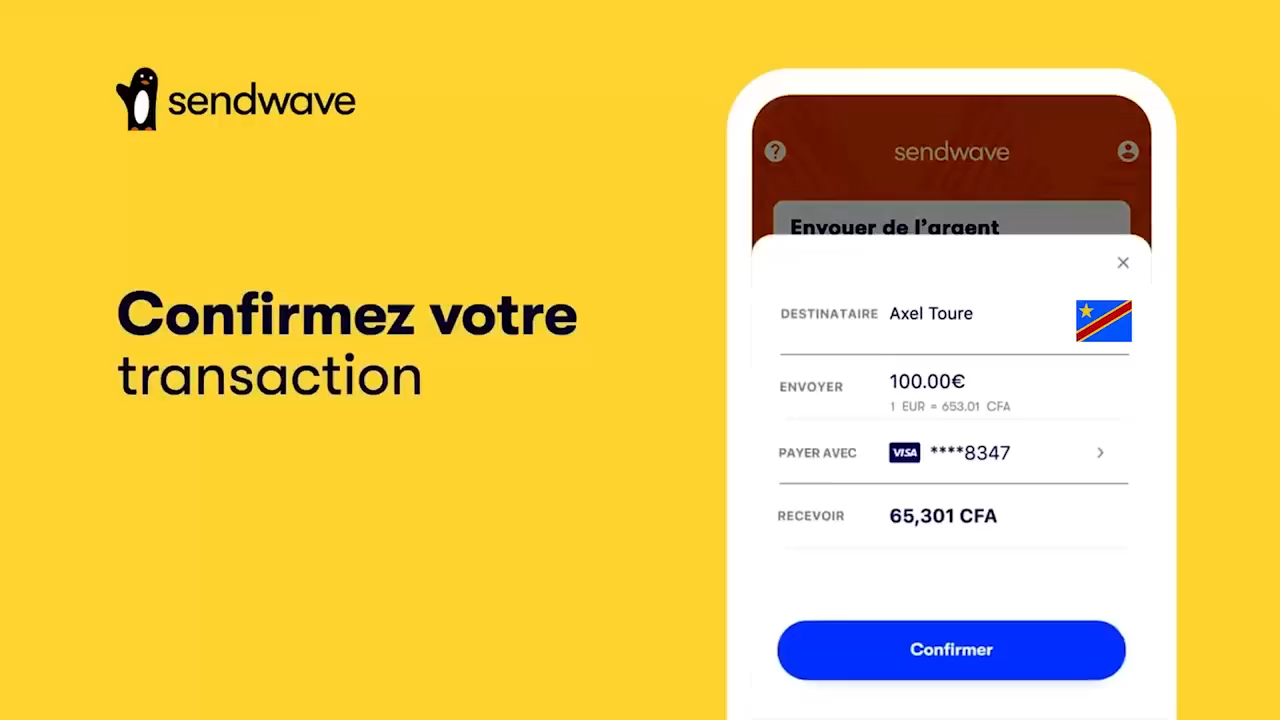 sendwave
Confirmez votre
transaction
sendwave
Envoyer de l'argent
DESTINATAIRE Axel Toure
ENVOYER 100.00€
1 EUR = 653.01 CFA
PAYER AVEC VISA ****8347
RECEVOIR 65,301 CFA
Confirmer